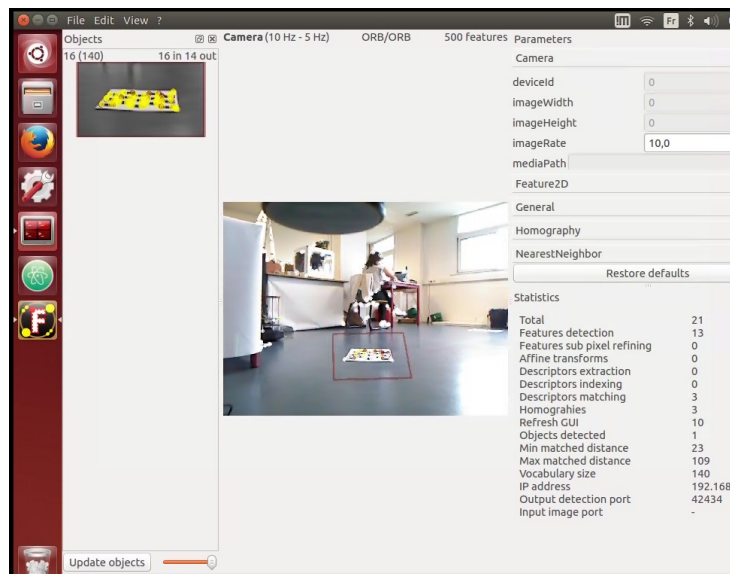 File Edit View ?
Fr
Objects
16 (140) 16 in 14 out
Update objects
Camera (10 Hz - 5 Hz) ORB/ORB 500 features
Parameters
Camera
deviceId 0
imageWidth 0
imageHeight 0
imageRate 10,0
mediaPath
Feature2D
General
Homography
NearestNeighbor
Restore defaults
Statistics
Total 21
Features detection 13
Features sub pixel refining 0
Affine transforms 0
Descriptors extraction 0
Descriptors indexing 0
Descriptors matching 3
Homograhies 3
Refresh GUI 10
Objects detected 1
Min matched distance 23
Max matched distance 109
Vocabulary size 140
IP address 192.168
Output detection port 42434
Input image port -